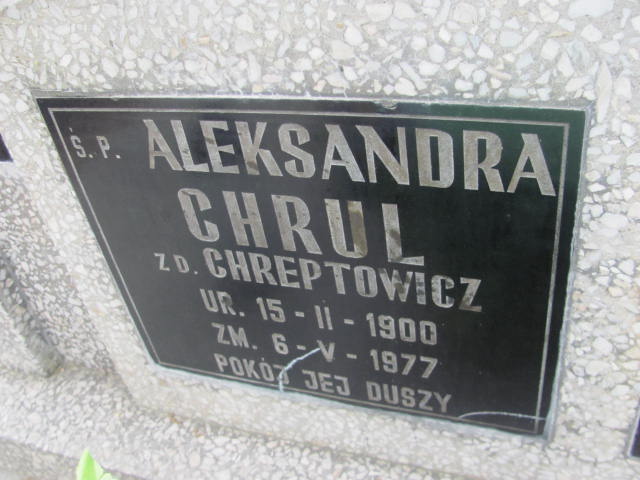 Ś.P. ALEKSANDRA
CHRUL
ZD. CHREPTOWICZ
UR. 15-II-1900
ZM. 6-V-1977
POKÓJ JEJ DUSZY